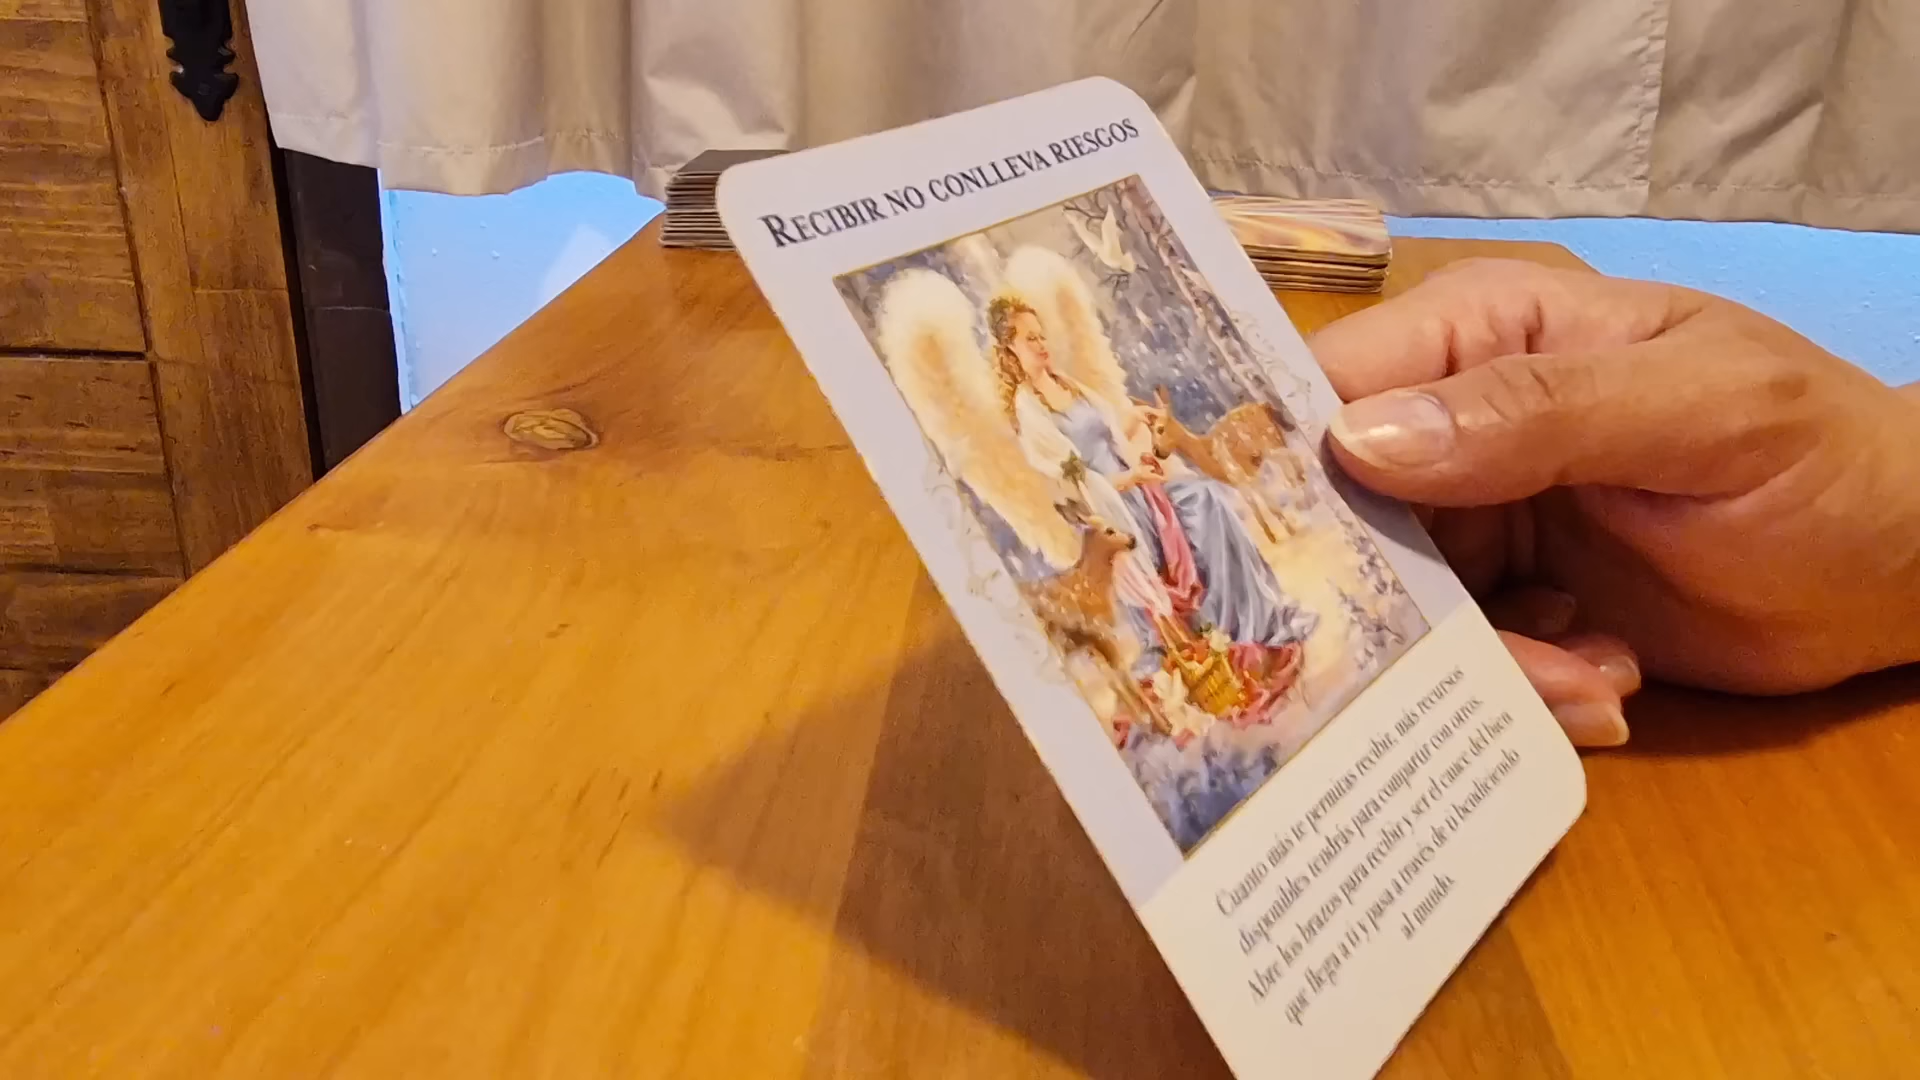 RECIBIR NO CONLLEVA RIESGOS
Cuanto más te permitas recibir, más recursos
disponibles tendrás para compartir con otros.
Abre los brazos para recibir y ser el cauce del bien
que llega a ti y pasa a través de ti bendiciendo
al mundo.